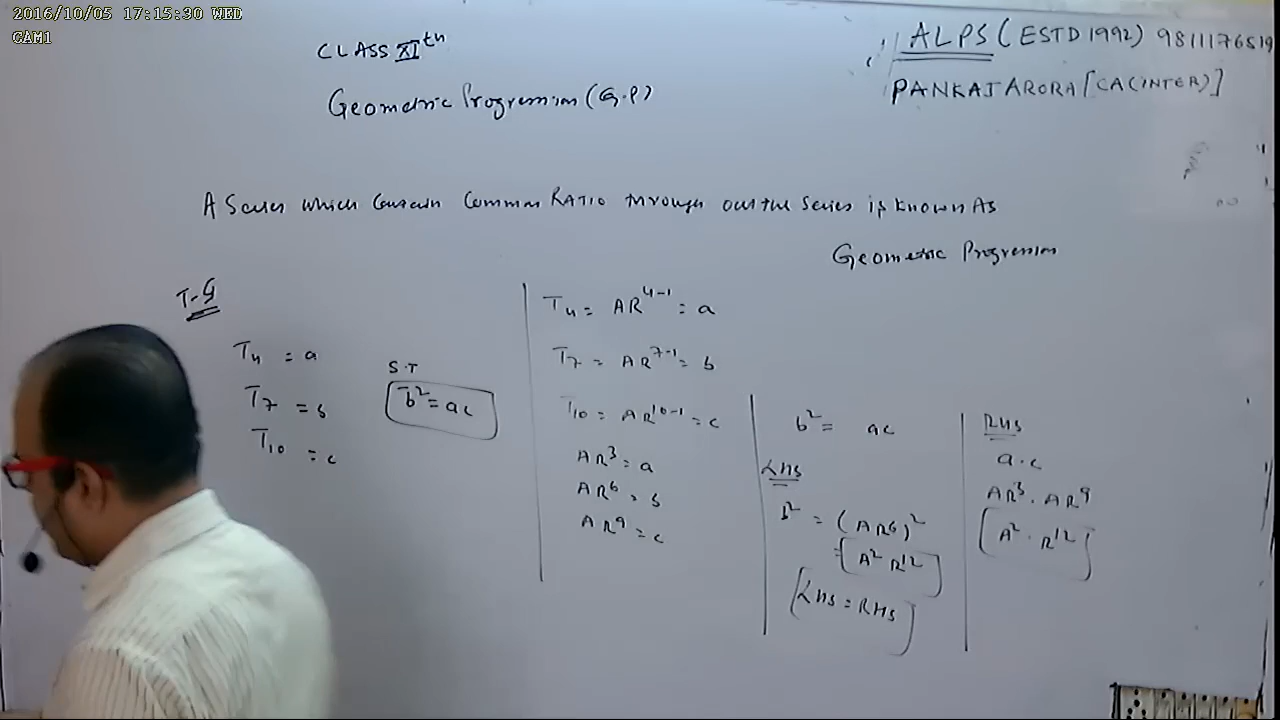 2016/10/05 17:15:30 WED
CAM1
CLASS XI th
Geometric Progression (G.P)
ALPS (ESTD 1992) 9811176519
PANKAJ ARORA [CA (INTER)]
A Series which Contain Common RATIO through out the Series is known As
Geometric Progression
T-9
T4 = a
T7 = b
T10 = c
S.T
b² = ac
T4 = AR^4-1 = a
T7 = AR^7-1 = b
T10 = AR^10-1 = c
AR³ = a
AR⁶ = b
AR⁹ = c
b² = ac
LHS
b² = (AR6)²
= [A² R¹²]
[LHS = RHS]
RHS
a.c
AR³ . AR⁹
[A² . R¹²]